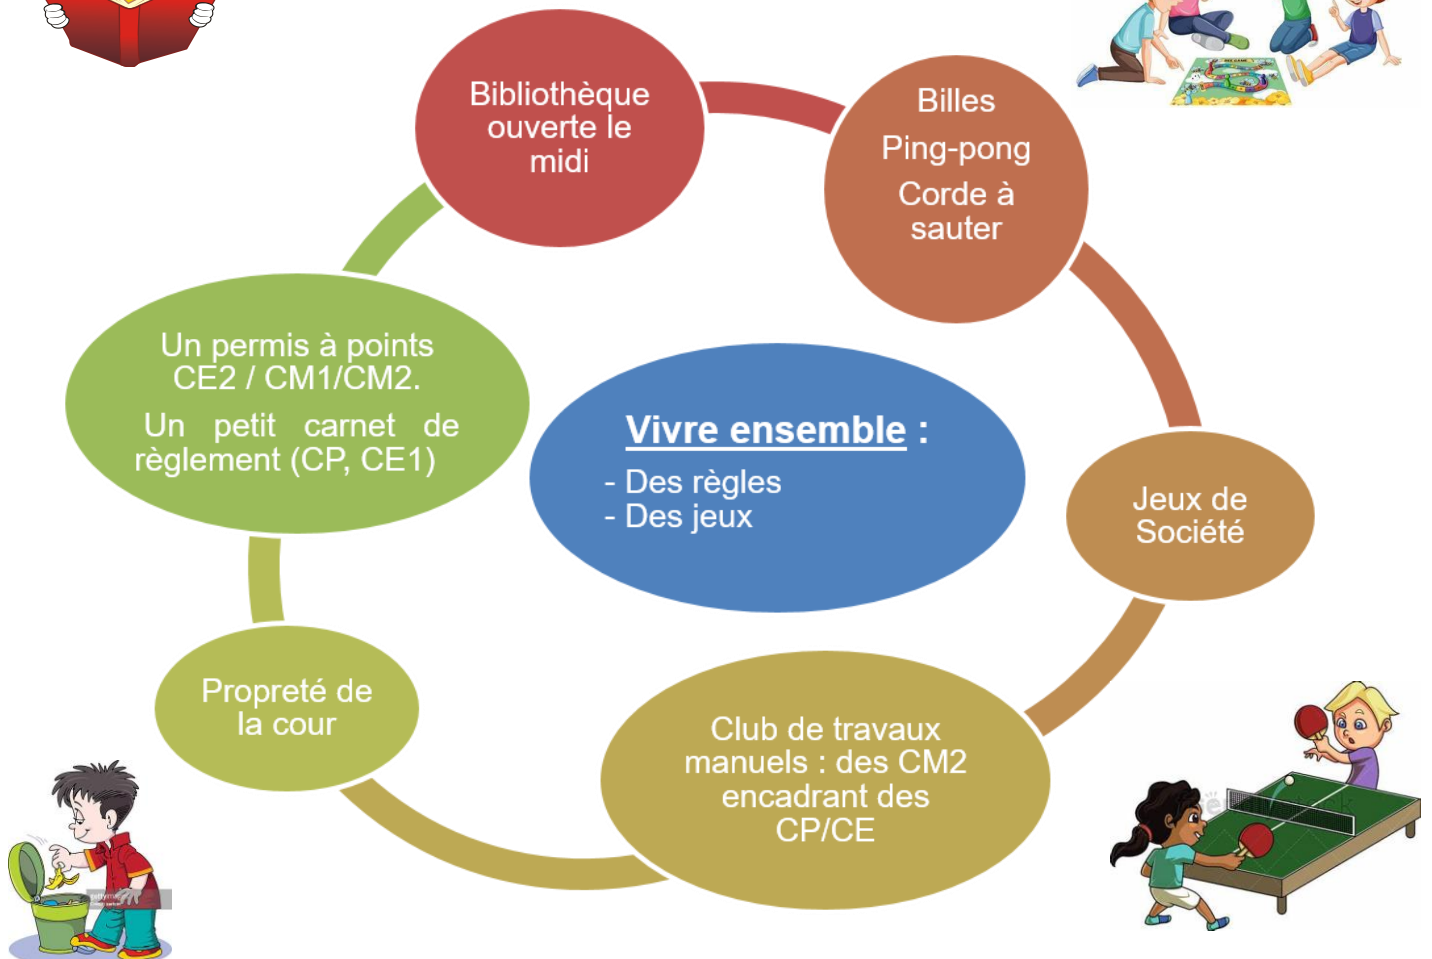 Bibliothèque
ouverte le
midi
Billes
Ping-pong
Corde à
sauter
Un permis à points
CE2 / CM1/CM2.
Un petit carnet de
règlement (CP, CE1)
Vivre ensemble :
- Des règles
- Des jeux
Jeux de
Société
Propreté de
la cour
Club de travaux
manuels : des CM2
encadrant des
CP/CE